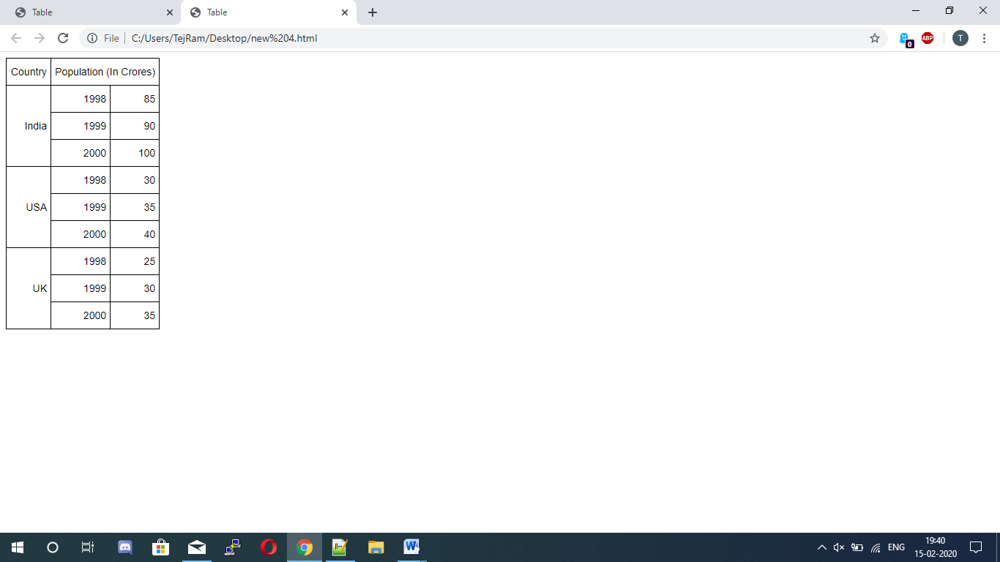 Table Table
File C:/Users/TejRam/Desktop/new%204.html 0 ABP T
Country Population (In Crores)
1998 85
India 1999 90
2000 100
1998 30
USA 1999 35
2000 40
1998 25
UK 1999 30
2000 35
ENG 19:40
15-02-2020